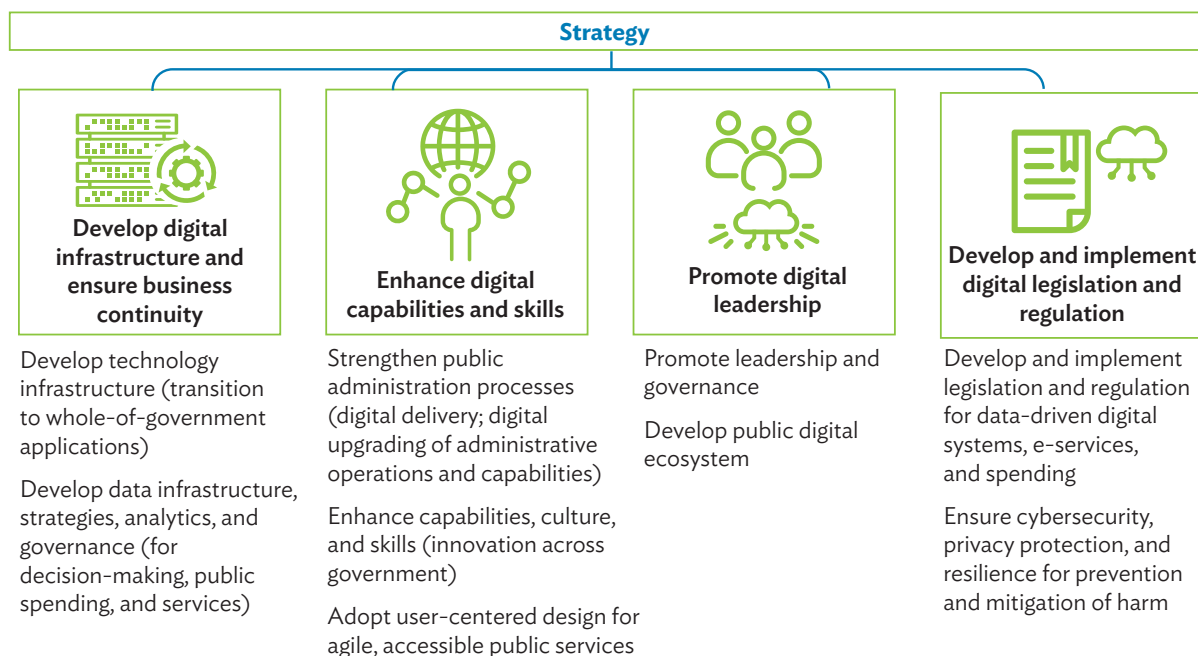 Strategy
Develop digital
infrastructure and
ensure business
continuity
Develop technology
infrastructure (transition
to whole-of-government
applications)
Develop data infrastructure,
strategies, analytics, and
governance (for
decision-making, public
spending, and services)
Enhance digital
capabilities and skills
Strengthen public
administration processes
(digital delivery; digital
upgrading of administrative
operations and capabilities)
Enhance capabilities, culture,
and skills (innovation across
government)
Adopt user-centered design for
agile, accessible public services
Promote digital
leadership
Promote leadership and
governance
Develop public digital
ecosystem
Develop and implement
digital legislation and
regulation
Develop and implement
legislation and regulation
for data-driven digital
systems, e-services,
and spending
Ensure cybersecurity,
privacy protection, and
resilience for prevention
and mitigation of harm